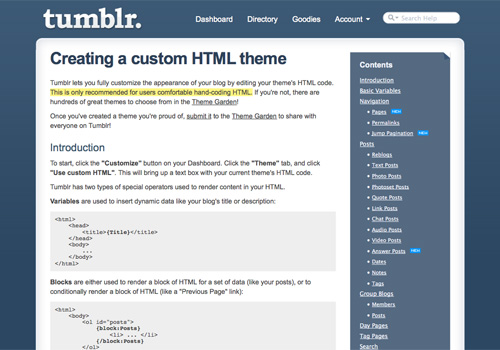 tumblr.
Dashboard Directory Goodies Account
Search Help
Creating a custom HTML theme
Tumblr lets you fully customize the appearance of your blog by editing your theme's HTML code.
This is only recommended for users comfortable hand-coding HTML. If you're not, there are
hundreds of great themes to choose from in the Theme Garden!
Once you've created a theme you're proud of, submit it to the Theme Garden to share with
everyone on Tumblr!
Introduction
To start, click the "Customize" button on your Dashboard. Click the "Theme" tab, and click
"Use custom HTML". This will bring up a text box with your current theme's HTML code.
Tumblr has two types of special operators used to render content in your HTML.
Variables are used to insert dynamic data like your blog's title or description:
<html>
<head>
<title>{Title}</title>
</head>
<body>
...
</body>
</html>
Blocks are either used to render a block of HTML for a set of data (like your posts), or to
conditionally render a block of HTML (like a "Previous Page" link):
<html>
<body>
<ol id="posts">
{block:Posts}
<li> ... </li>
{/block:Posts}
</ol>
Contents
Introduction
Basic Variables
Navigation
Pages NEW
Permalinks
Jump Pagination NEW
Posts
Reblogs
Text Posts
Photo Posts
Photoset Posts
Quote Posts
Link Posts
Chat Posts
Audio Posts
Video Posts
Answer Posts NEW
Dates
Notes
Tags
Group Blogs
Members
Posts
Day Pages
Tag Pages
Search